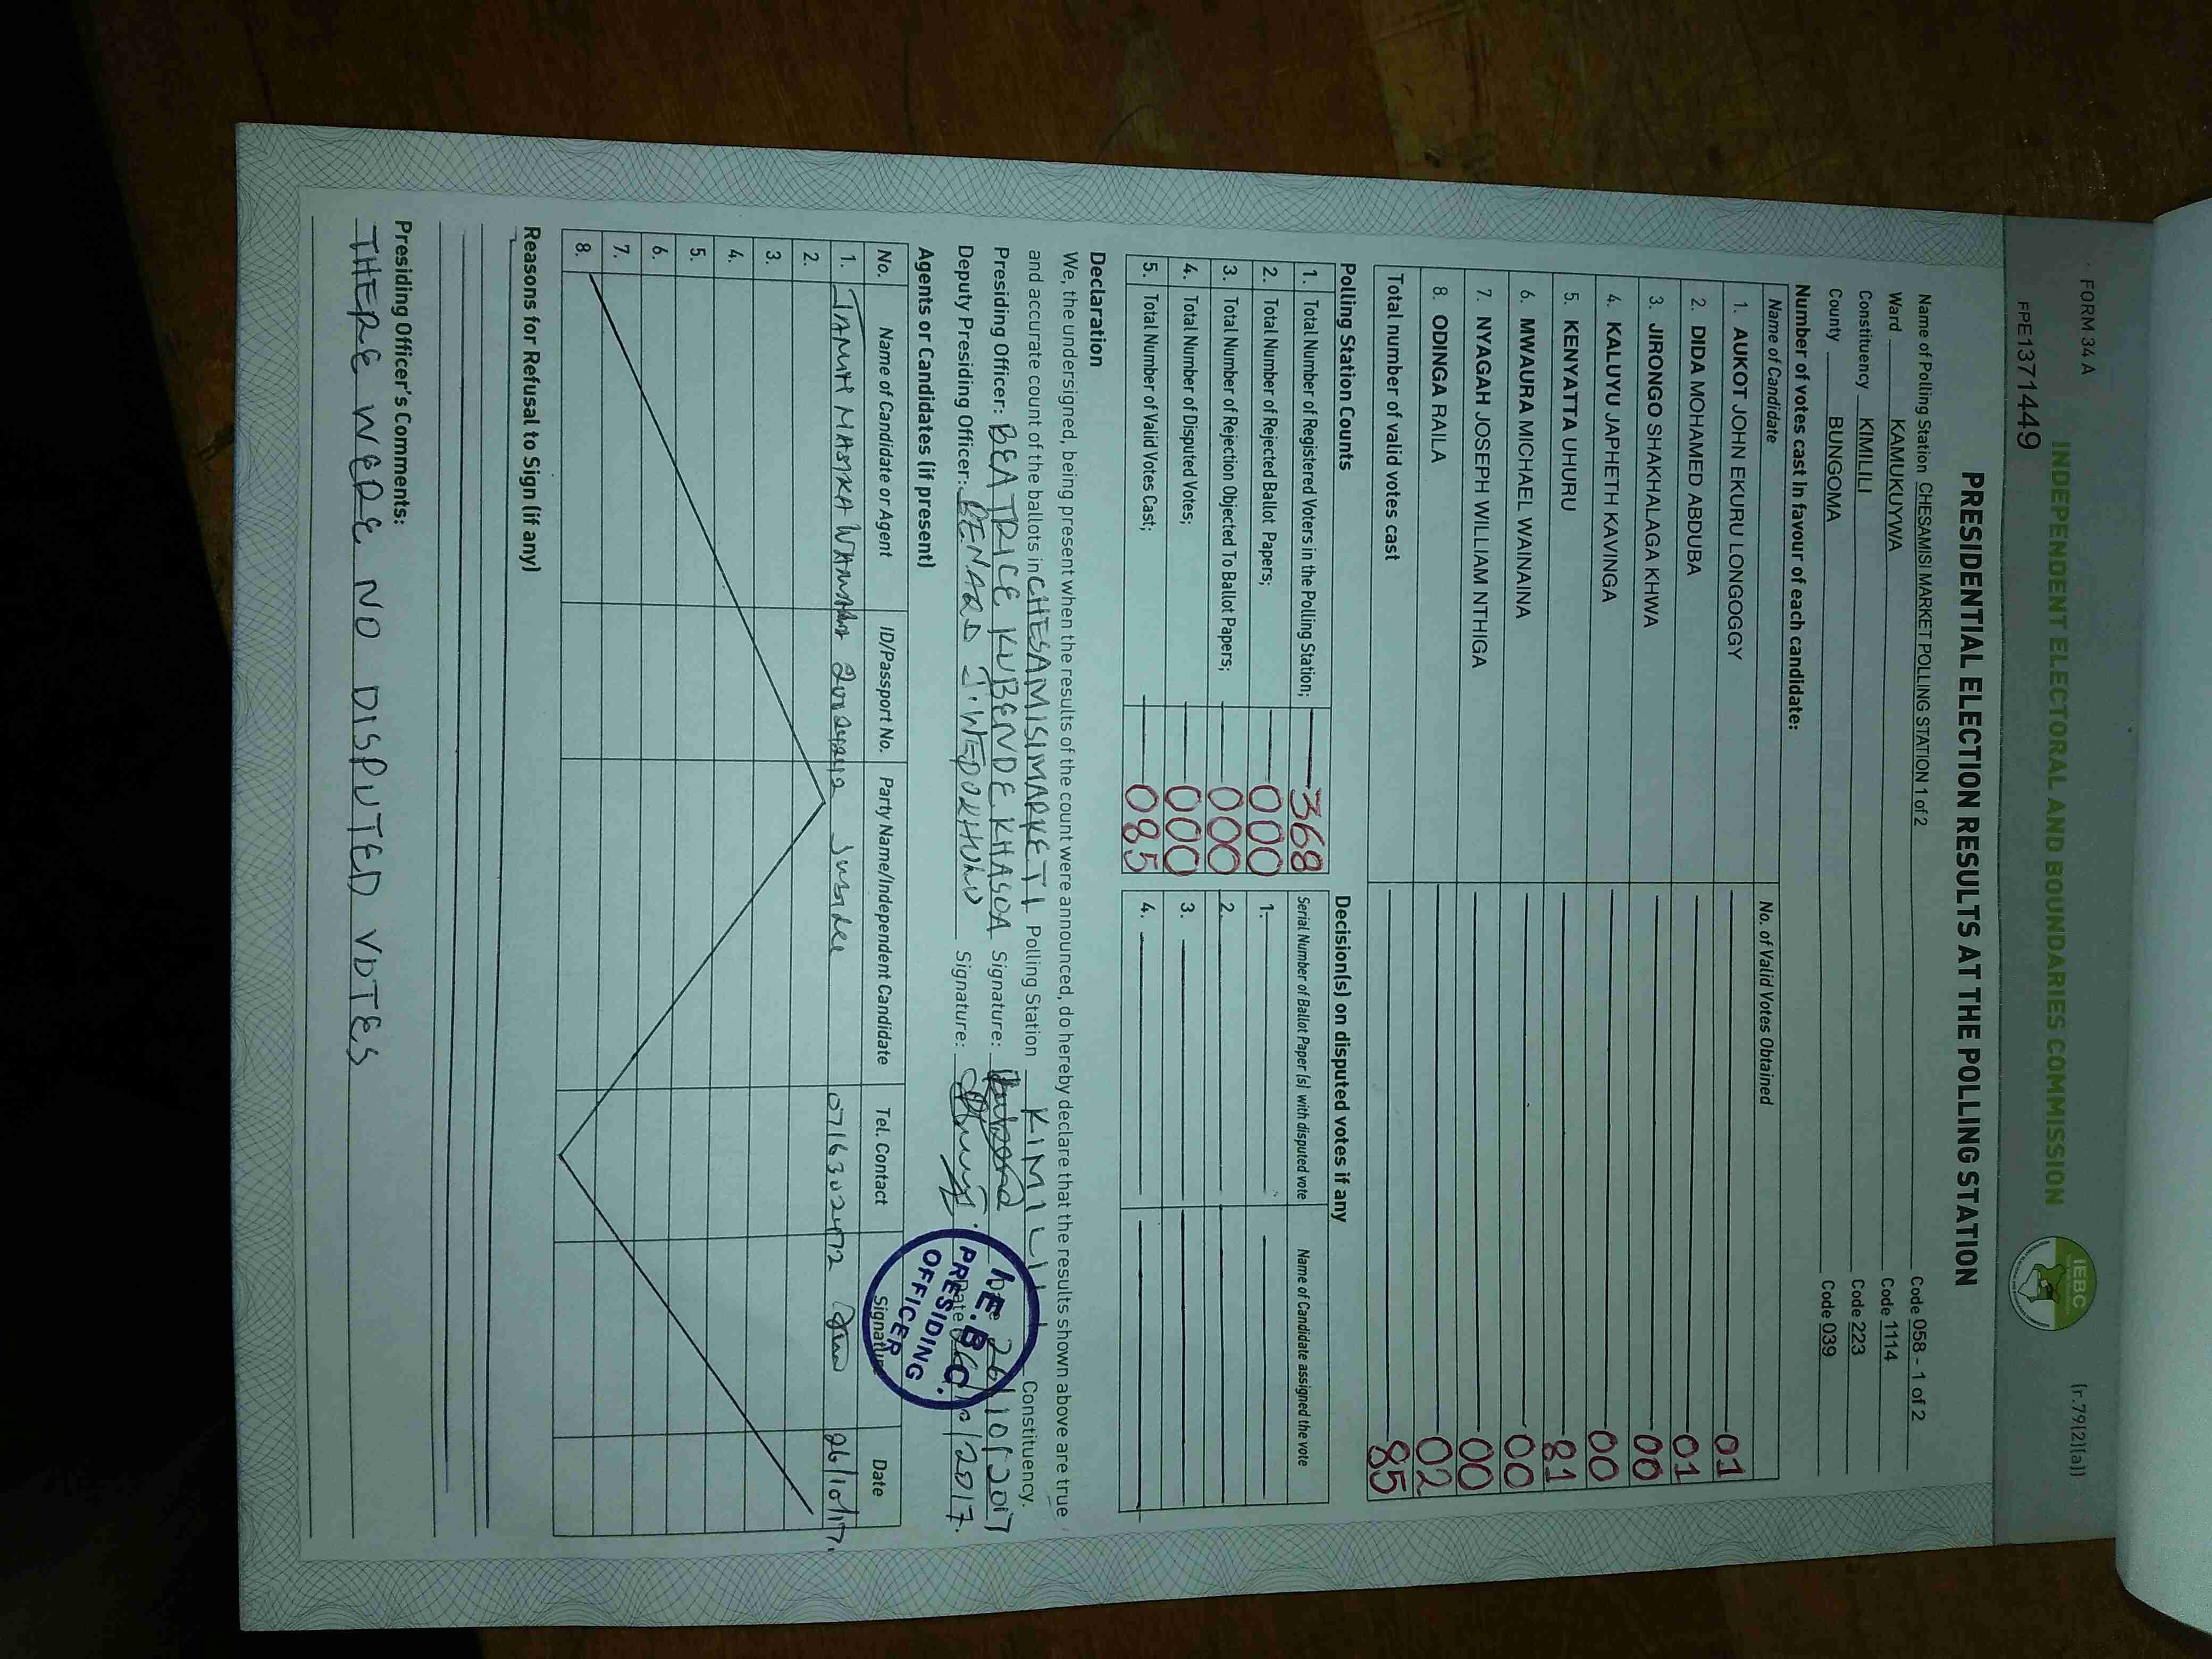 FORM 34 A
(r.79(2)(a))
INDEPENDENT ELECTORAL AND BOUNDARIES COMMISSION
IEBC
PE1371449
PRESIDENTIAL ELECTION RESULTS AT THE POLLING STATION
Name of Polling Station CHESAMISI MARKET POLLING STATION 1 of 2 Code 058 - 1 of 2
Ward KAMUKUYWA Code 1114
Constituency KIMILILI Code 223
County BUNGOMA Code 039
Number of votes cast in favour of each candidate:
Name of Candidate No. of Valid Votes Obtained
1. AUKOT JOHN EKURU LONGOGGY 01
2. DIDA MOHAMED ABDUBA 01
3. JIRONGO SHAKHALAGA KHWA 00
4. KALUYU JAPHETH KAVINGA 00
5. KENYATTA UHURU 81
6. MWAURA MICHAEL WAINAINA 00
7. NYAGAH JOSEPH WILLIAM NTHIGA 00
8. ODINGA RAILA 02
Total number of valid votes cast 85
Polling Station Counts
1. Total Number of Registered Voters in the Polling Station; 368
2. Total Number of Rejected Ballot Papers; 000
3. Total Number of Rejection Objected To Ballot Papers; 000
4. Total Number of Disputed Votes; 000
5. Total Number of Valid Votes Cast; 085
Decision(s) on disputed votes if any
Serial Number of Ballot Paper (s) with disputed vote Name of Candidate assigned the vote
1.
2.
3.
4.
Declaration
We, the undersigned, being present when the results of the count were announced, do hereby declare that the results shown above are true
and accurate count of the ballots in CHESAMISI MARKET 1 Polling Station KIMILILI Constituency.
Presiding Officer: BEATRICE KUBENDE KHASOA Signature: Date 26/10/2017
Deputy Presiding Officer: BENARD J. Signature: Date 26/10/2017.
I.E.B.C.
PRESIDING
OFFICER
Agents or Candidates (if present)
No. Name of Candidate or Agent ID/Passport No. Party Name/Independent Candidate Tel. Contact Signature Date
1. Jubilee 0716302472 26/10/17.
2.
3.
4.
5.
6.
7.
8.
Reasons for Refusal to Sign (if any)
Presiding Officer's Comments:
THERE WERE NO DISPUTED VOTES